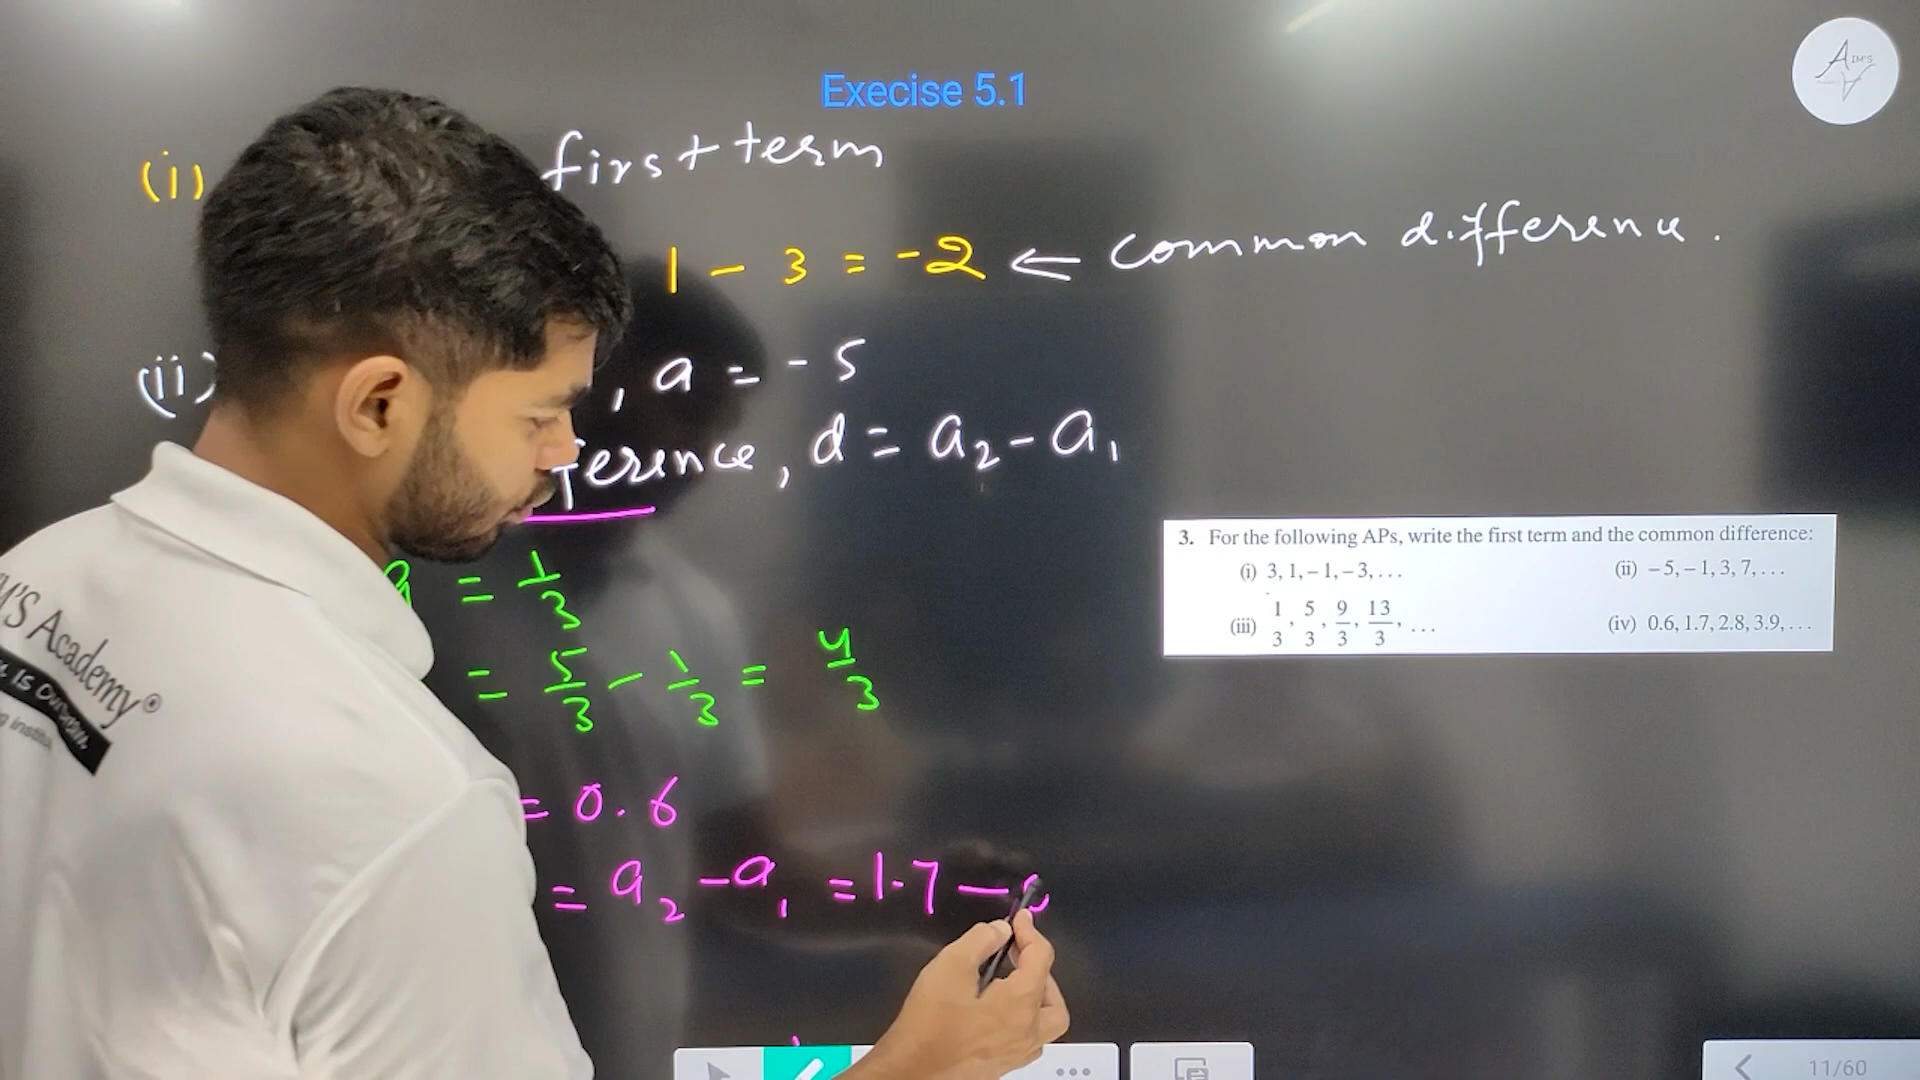 Execise 5.1
AIM'S
(i) first term
1 - 3 = -2 ← common difference.
(ii) , a = -5
ference, d = a₂ - a₁
a = 1/3
= 5/3 - 1/3 = 4/3
= 0.6
= a₂ - a₁ = 1.7 -
3. For the following APs, write the first term and the common difference:
(i) 3, 1, – 1, – 3, . . .
(ii) – 5, – 1, 3, 7, . . .
(iii) 1/3, 5/3, 9/3, 13/3, . . .
(iv) 0.6, 1.7, 2.8, 3.9, . . .
M'S Academy®
11/60